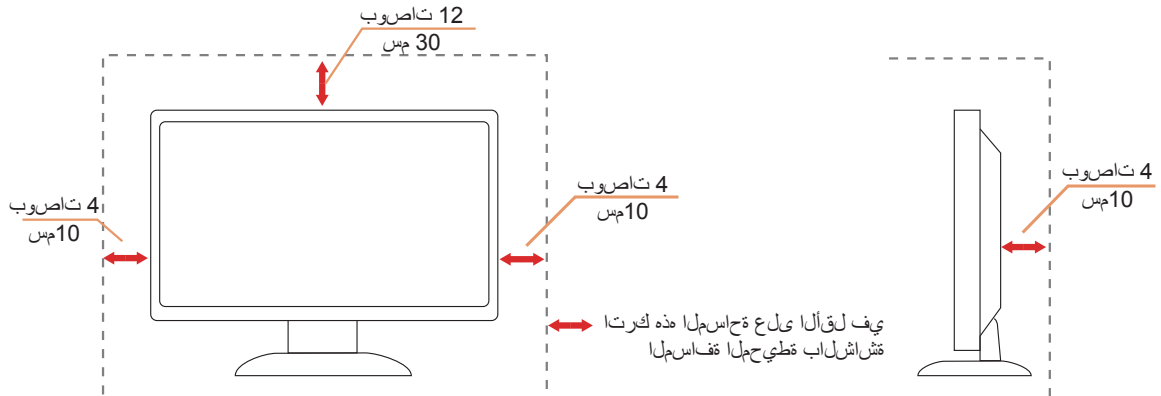 12 تاصوب
30 مس
4 تاصوب
10مس
4 تاصوب
10مس
4 تاصوب
10مس
يف لقألا ىلع ةحاسملا هذه كرتا
ةشاشلاب ةطيحملا ةفاسملا